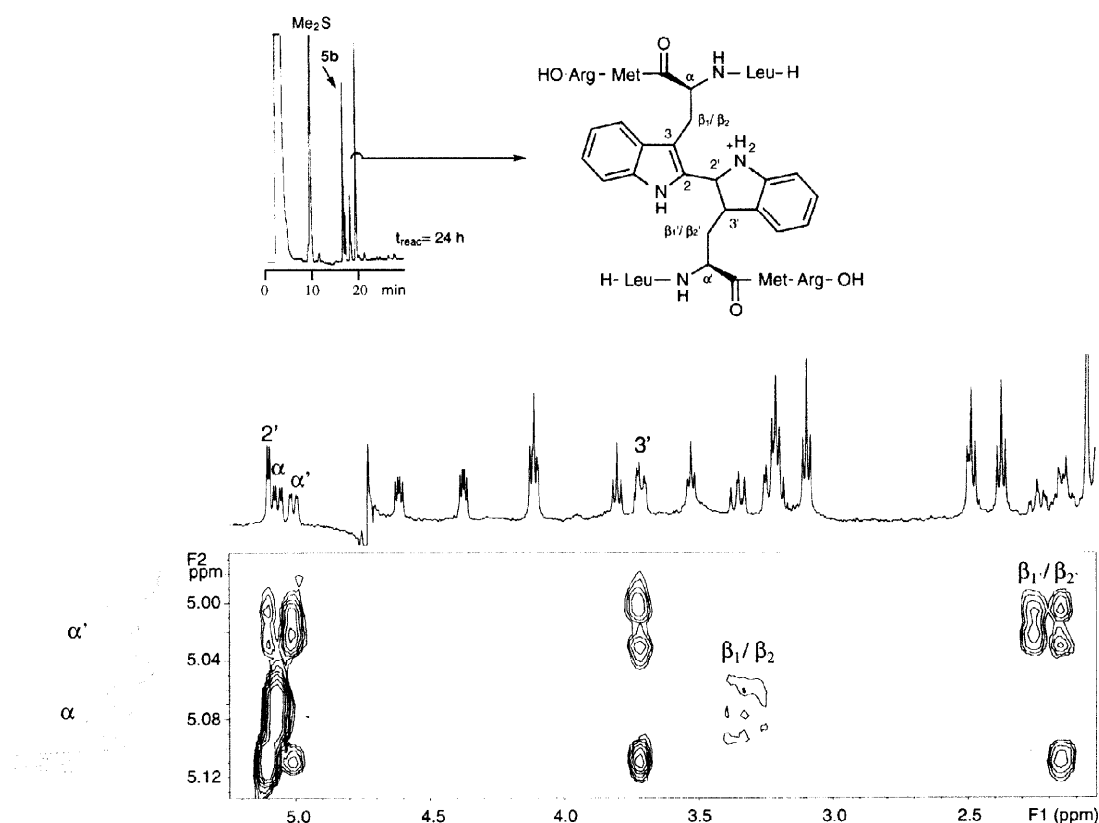 Me2S
5b
treac= 24 h
0 10 20 min
O
H
HO·Arg- Met
α
N
Leu- H
β1/ β2
3
+H2
N
2'
2
N
H
3'
β1'/ β2'
H- Leu
N
H
α'
O
Met- Arg- OH
2'
α
α'
3'
F2
ppm
5.00
5.04
5.08
5.12
α'
α
β1'/ β2'
β1/ β2
5.0 4.5 4.0 3.5 3.0 2.5 F1 (ppm)